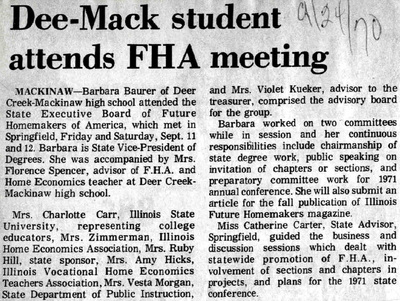 Dee-Mack student
attends FHA meeting
9/24/70
MACKINAW—Barbara Baurer of Deer
Creek-Mackinaw high school attended the
State Executive Board of Future
Homemakers of America, which met in
Springfield, Friday and Saturday, Sept. 11
and 12. Barbara is State Vice-President of
Degrees. She was accompanied by Mrs.
Florence Spencer, advisor of F.H.A. and
Home Economics teacher at Deer Creek-
Mackinaw high school.
Mrs. Charlotte Carr, Illinois State
University, representing college
educators, Mrs. Zimmerman, Illinois
Home Economics Association, Mrs. Ruby
Hill, state sponsor, Mrs. Amy Hicks,
Illinois Vocational Home Economics
Teachers Association, Mrs. Vesta Morgan,
State Department of Public Instruction,
and Mrs. Violet Kueker, advisor to the
treasurer, comprised the advisory board
for the group.
Barbara worked on two committees
while in session and her continuous
responsibilities include chairmanship of
state degree work, public speaking on
invitation of chapters or sections, and
preparatory committee work for 1971
annual conference. She will also submit an
article for the fall publication of Illinois
Future Homemakers magazine.
Miss Catherine Carter, State Advisor,
Springfield, guided the business and
discussion sessions which dealt with
statewide promotion of F.H.A., in-
volvement of sections and chapters in
projects, and plans for the 1971 state
conference.